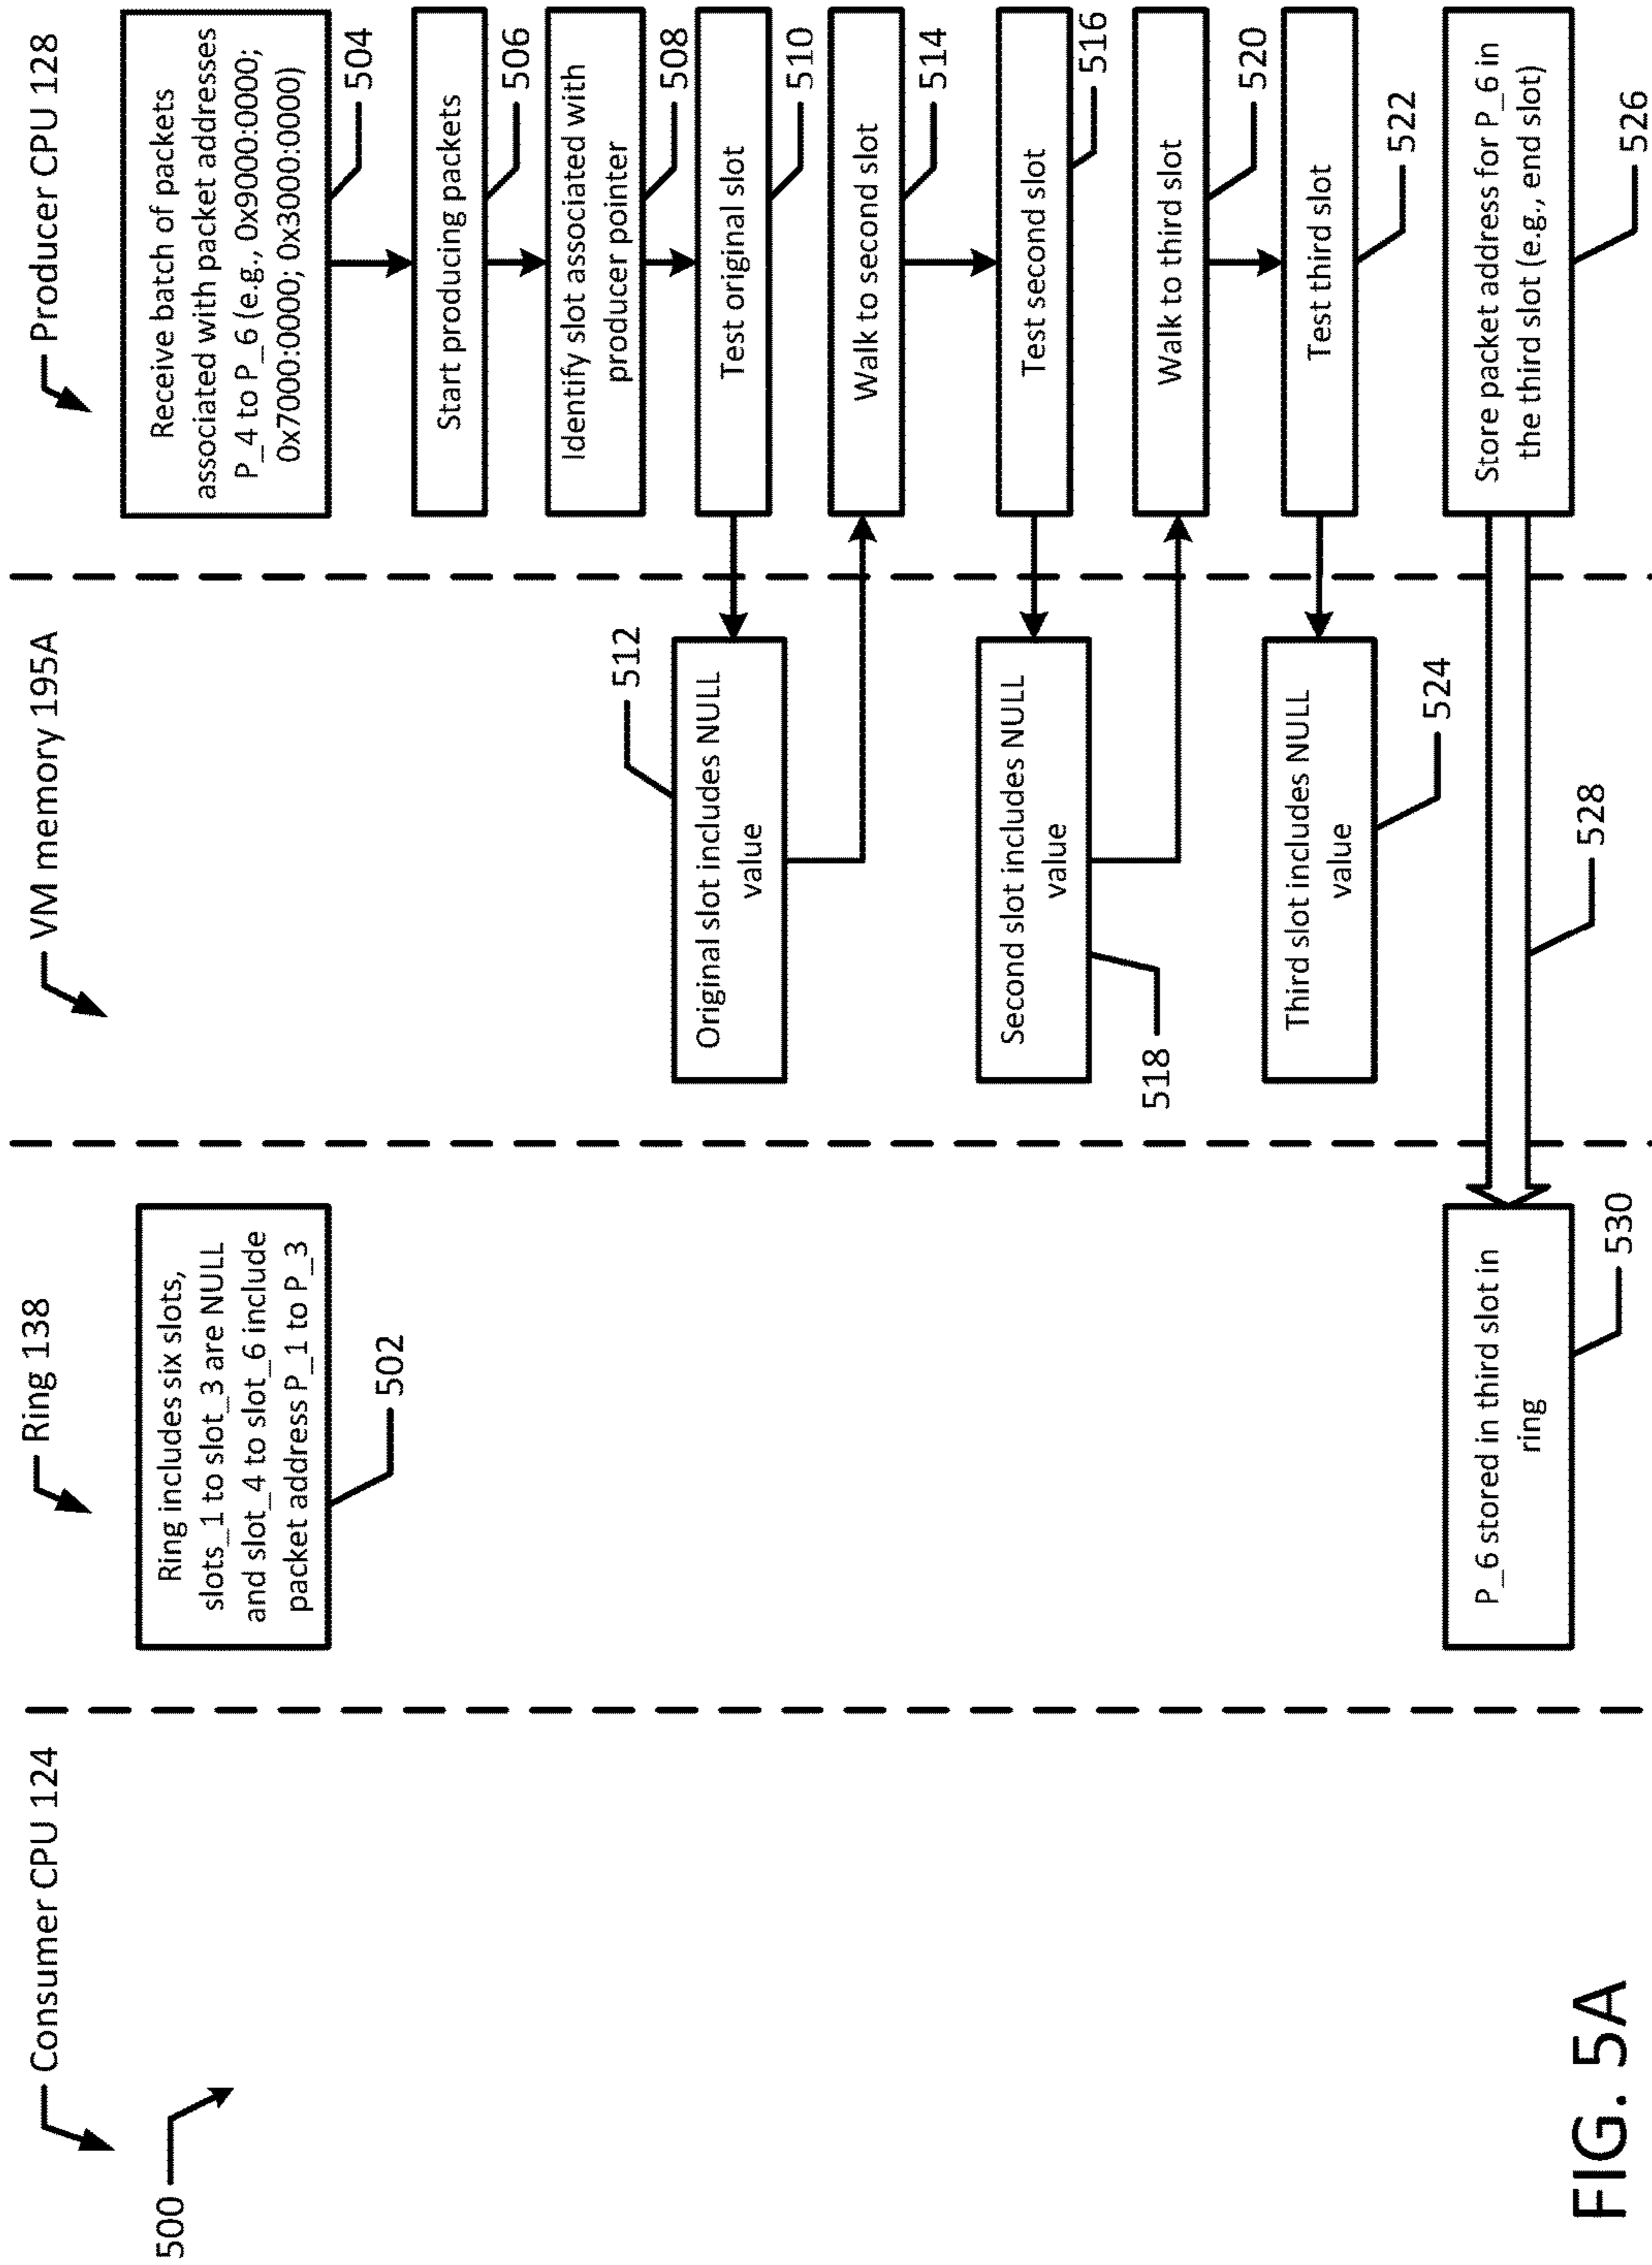 Consumer CPU 124
Ring 138
VM memory 195A
Producer CPU 128
500
Ring includes six slots,
slots_1 to slot_3 are NULL
and slot_4 to slot_6 include
packet address P_1 to P_3
502
Receive batch of packets
associated with packet addresses
P_4 to P_6 (e.g., 0x9000:0000;
0x7000:0000; 0x3000:0000)
504
Start producing packets
506
Identify slot associated with
producer pointer
508
Test original slot
510
Original slot includes NULL
value
512
Walk to second slot
514
Test second slot
516
Second slot includes NULL
value
518
Walk to third slot
520
Test third slot
522
Third slot includes NULL
value
524
Store packet address for P_6 in
the third slot (e.g., end slot)
526
528
P_6 stored in third slot in
ring
530
FIG. 5A